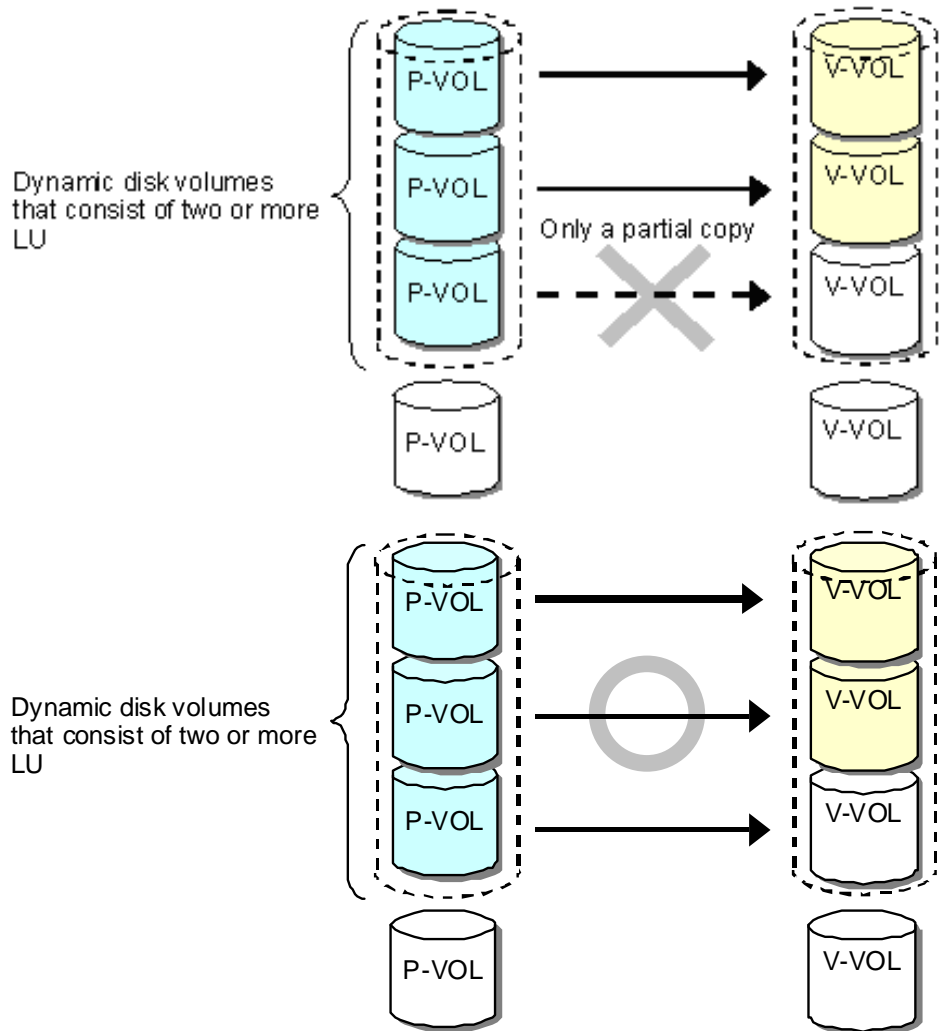 P-VOL
V-VOL
P-VOL
V-VOL
Dynamic disk volumes
that consist of two or more
LU
Only a partial copy
P-VOL
V-VOL
P-VOL
V-VOL
P-VOL
V-VOL
Dynamic disk volumes
that consist of two or more
LU
P-VOL
V-VOL
P-VOL
V-VOL
P-VOL
V-VOL